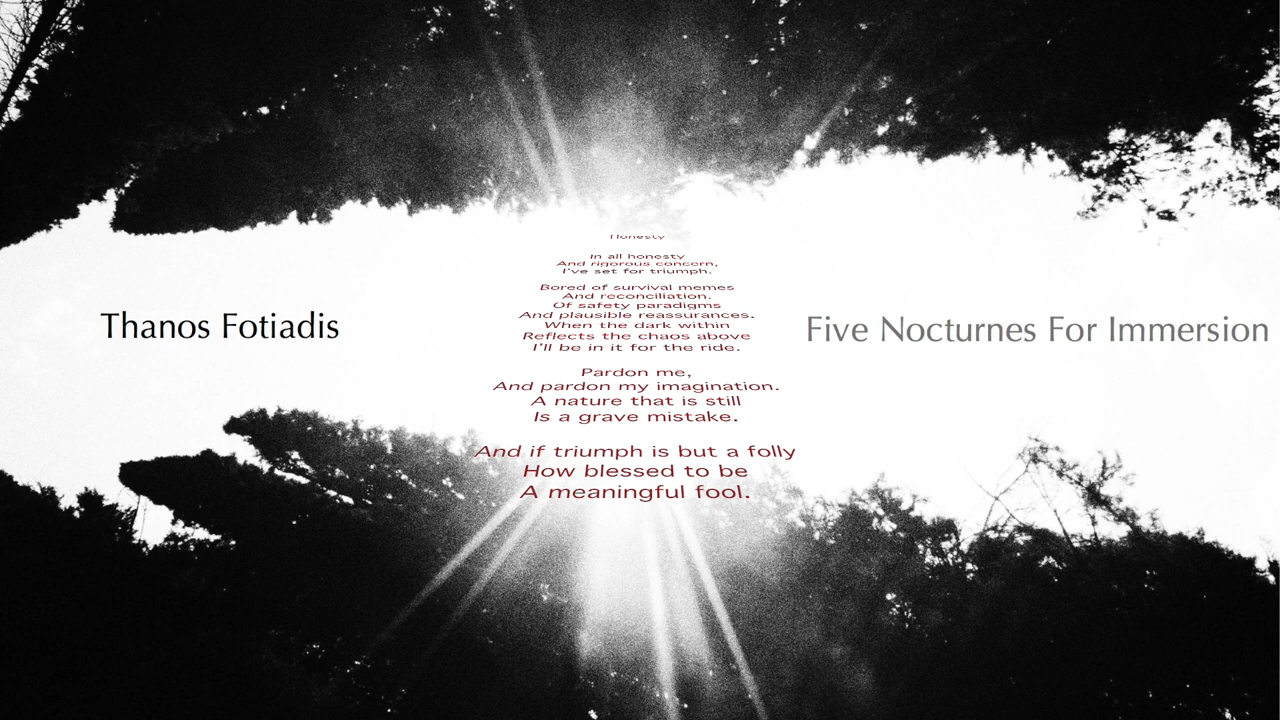 Honesty
In all honesty
And rigorous concern,
I've set for triumph.
Bored of survival memes
And reconciliation.
Of safety paradigms
And plausible reassurances.
When the dark within
Reflects the chaos above
I'll be in it for the ride.
Pardon me,
And pardon my imagination.
A nature that is still
Is a grave mistake.
And if triumph is but a folly
How blessed to be
A meaningful fool.
Thanos Fotiadis
Five Nocturnes For Immersion